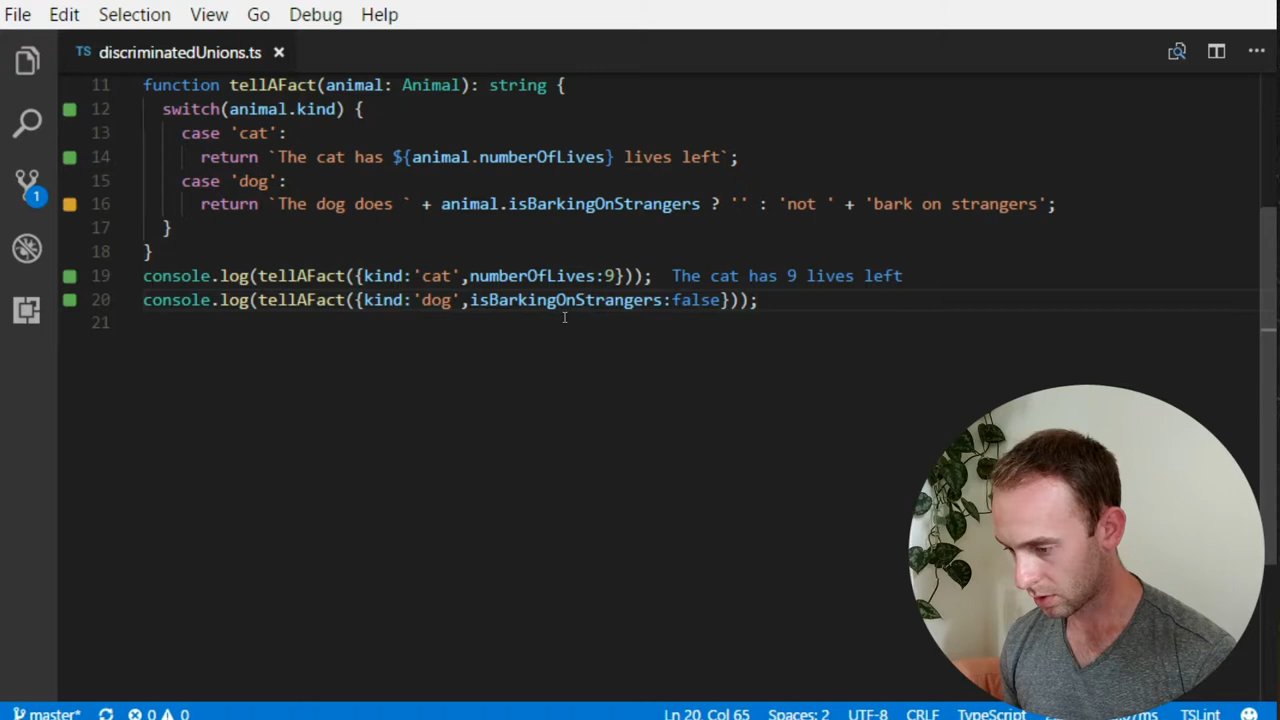 File Edit Selection View Go Debug Help
TS discriminatedUnions.ts
11 function tellAFact(animal: Animal): string {
12 switch(animal.kind) {
13 case 'cat':
14 return `The cat has ${animal.numberOfLives} lives left`;
15 case 'dog':
16 return `The dog does ` + animal.isBarkingOnStrangers ? '' : 'not ' + 'bark on strangers';
17 }
18 }
19 console.log(tellAFact({kind:'cat',numberOfLives:9})); The cat has 9 lives left
20 console.log(tellAFact({kind:'dog',isBarkingOnStrangers:false}));
21
1
master* 0 0 Ln 20, Col 65 Spaces: 2 UTF-8 CRLF TypeScript TSLint